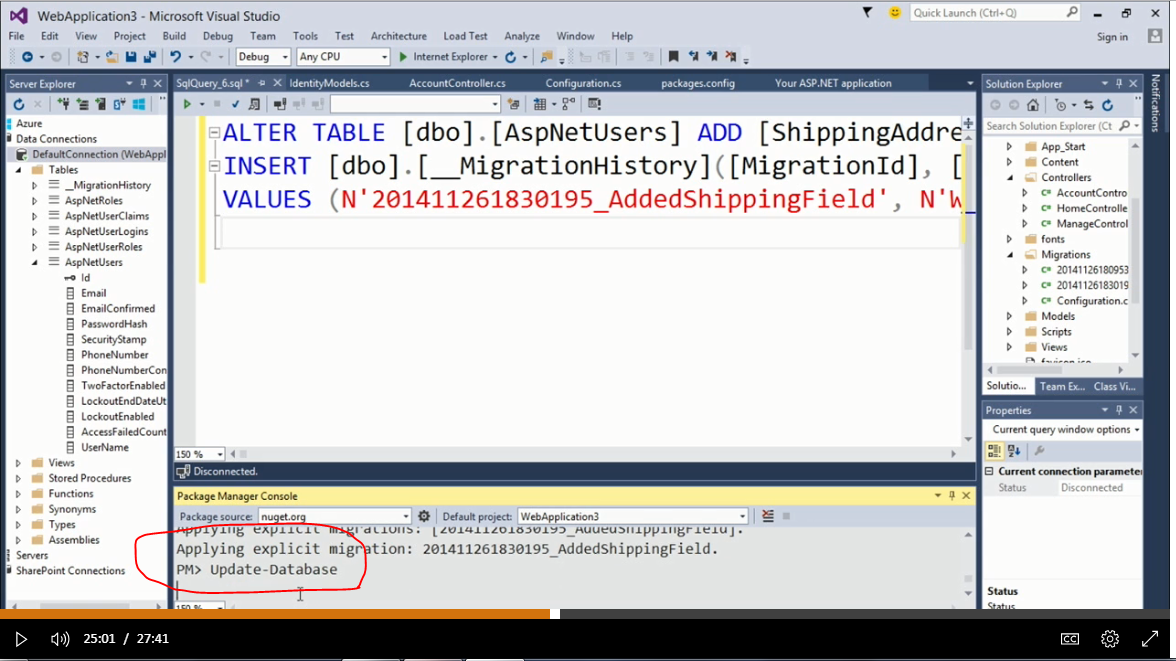 WebApplication3 - Microsoft Visual Studio
Quick Launch (Ctrl+Q)
File Edit View Project Build Debug Team Tools Test Architecture Load Test Analyze Window Help
Sign in
Debug Any CPU Internet Explorer
Server Explorer
SqlQuery_6.sql* IdentityModels.cs AccountController.cs Configuration.cs packages.config Your ASP.NET application
Solution Explorer
Notifications
Azure
Data Connections
DefaultConnection (WebAppl
Tables
__MigrationHistory
AspNetRoles
AspNetUserClaims
AspNetUserLogins
AspNetUserRoles
AspNetUsers
Id
Email
EmailConfirmed
PasswordHash
SecurityStamp
PhoneNumber
PhoneNumberCon
TwoFactorEnabled
LockoutEndDateUt
LockoutEnabled
AccessFailedCount
UserName
Views
Stored Procedures
Functions
Synonyms
Types
Assemblies
Servers
SharePoint Connections
ALTER TABLE [dbo].[AspNetUsers] ADD [ShippingAddre
INSERT [dbo].[__MigrationHistory]([MigrationId], [
VALUES (N'201411261830195_AddedShippingField', N'W
150 %
Disconnected.
Package Manager Console
Package source: nuget.org Default project: WebApplication3
Applying explicit migrations: [201411261830195_AddedShippingField].
Applying explicit migration: 201411261830195_AddedShippingField.
PM> Update-Database
150 %
Search Solution Explorer (Ct
App_Start
Content
Controllers
AccountContro
HomeControlle
ManageControl
fonts
Migrations
20141126180953
20141126183019
Configuration.c
Models
Scripts
Views
favicon.ico
Solutio... Team Ex... Class Vi...
Properties
Current query window options
Current connection parameter
Status Disconnected
Status
Status
25:01 / 27:41
CC